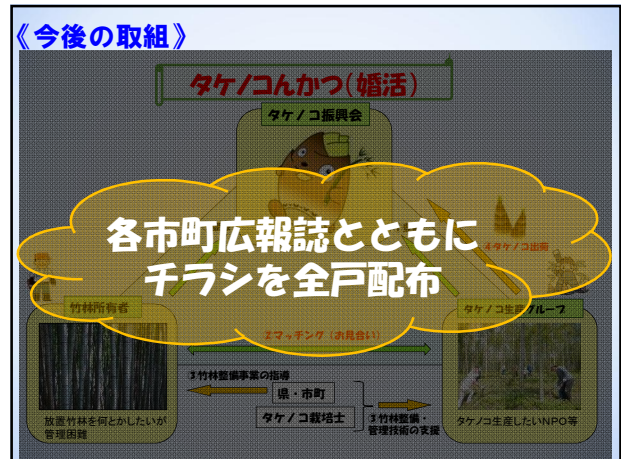 《今後の取組》
タケノコんかつ(婚活)
タケノコ振興会
各市町広報誌とともに
チラシを全戸配布
4タケノコ出荷
竹林所有者
タケノコ生産グループ
2マッチング(お見合い)
3竹林整備事業の指導
県・市町
タケノコ栽培士
3竹林整備・
管理技術の支援
放置竹林を何とかしたいが
管理困難
タケノコ生産したいNPO等